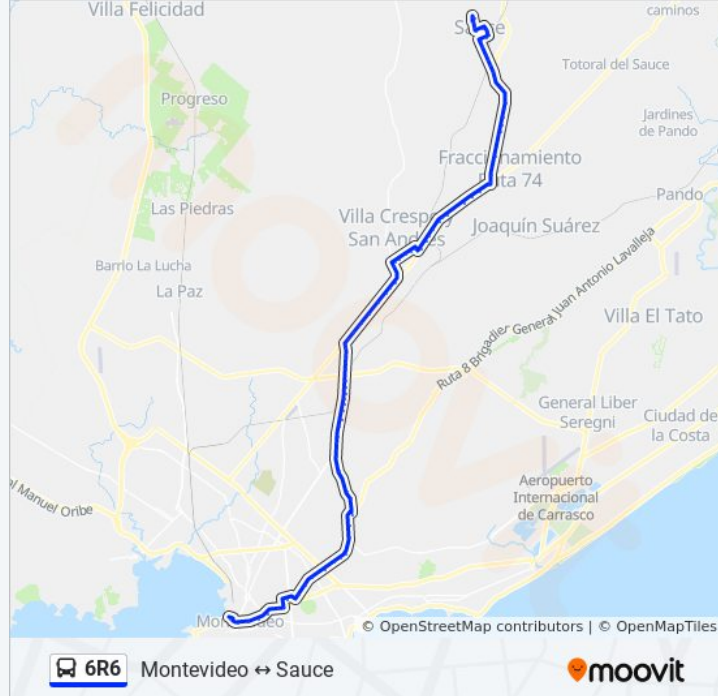 Villa Felicidad
caminos
Sauce
Totoral del Sauce
Progreso
Jardines
de Pando
Fraccionamiento
Ruta 74
Pando
Las Piedras
Villa Crespo y
San Andrés
Joaquín Suárez
Barrio La Lucha
La Paz
Ruta 8 Brigadier General Juan Antonio Lavalleja
Villa El Tato
General Liber
Seregni
Ciudad de
la Costa
Aeropuerto
Internacional
de Carrasco
al Manuel Oribe
Montevideo
© OpenStreetMap contributors | © OpenMapTiles
6R6 Montevideo ↔ Sauce
moovit